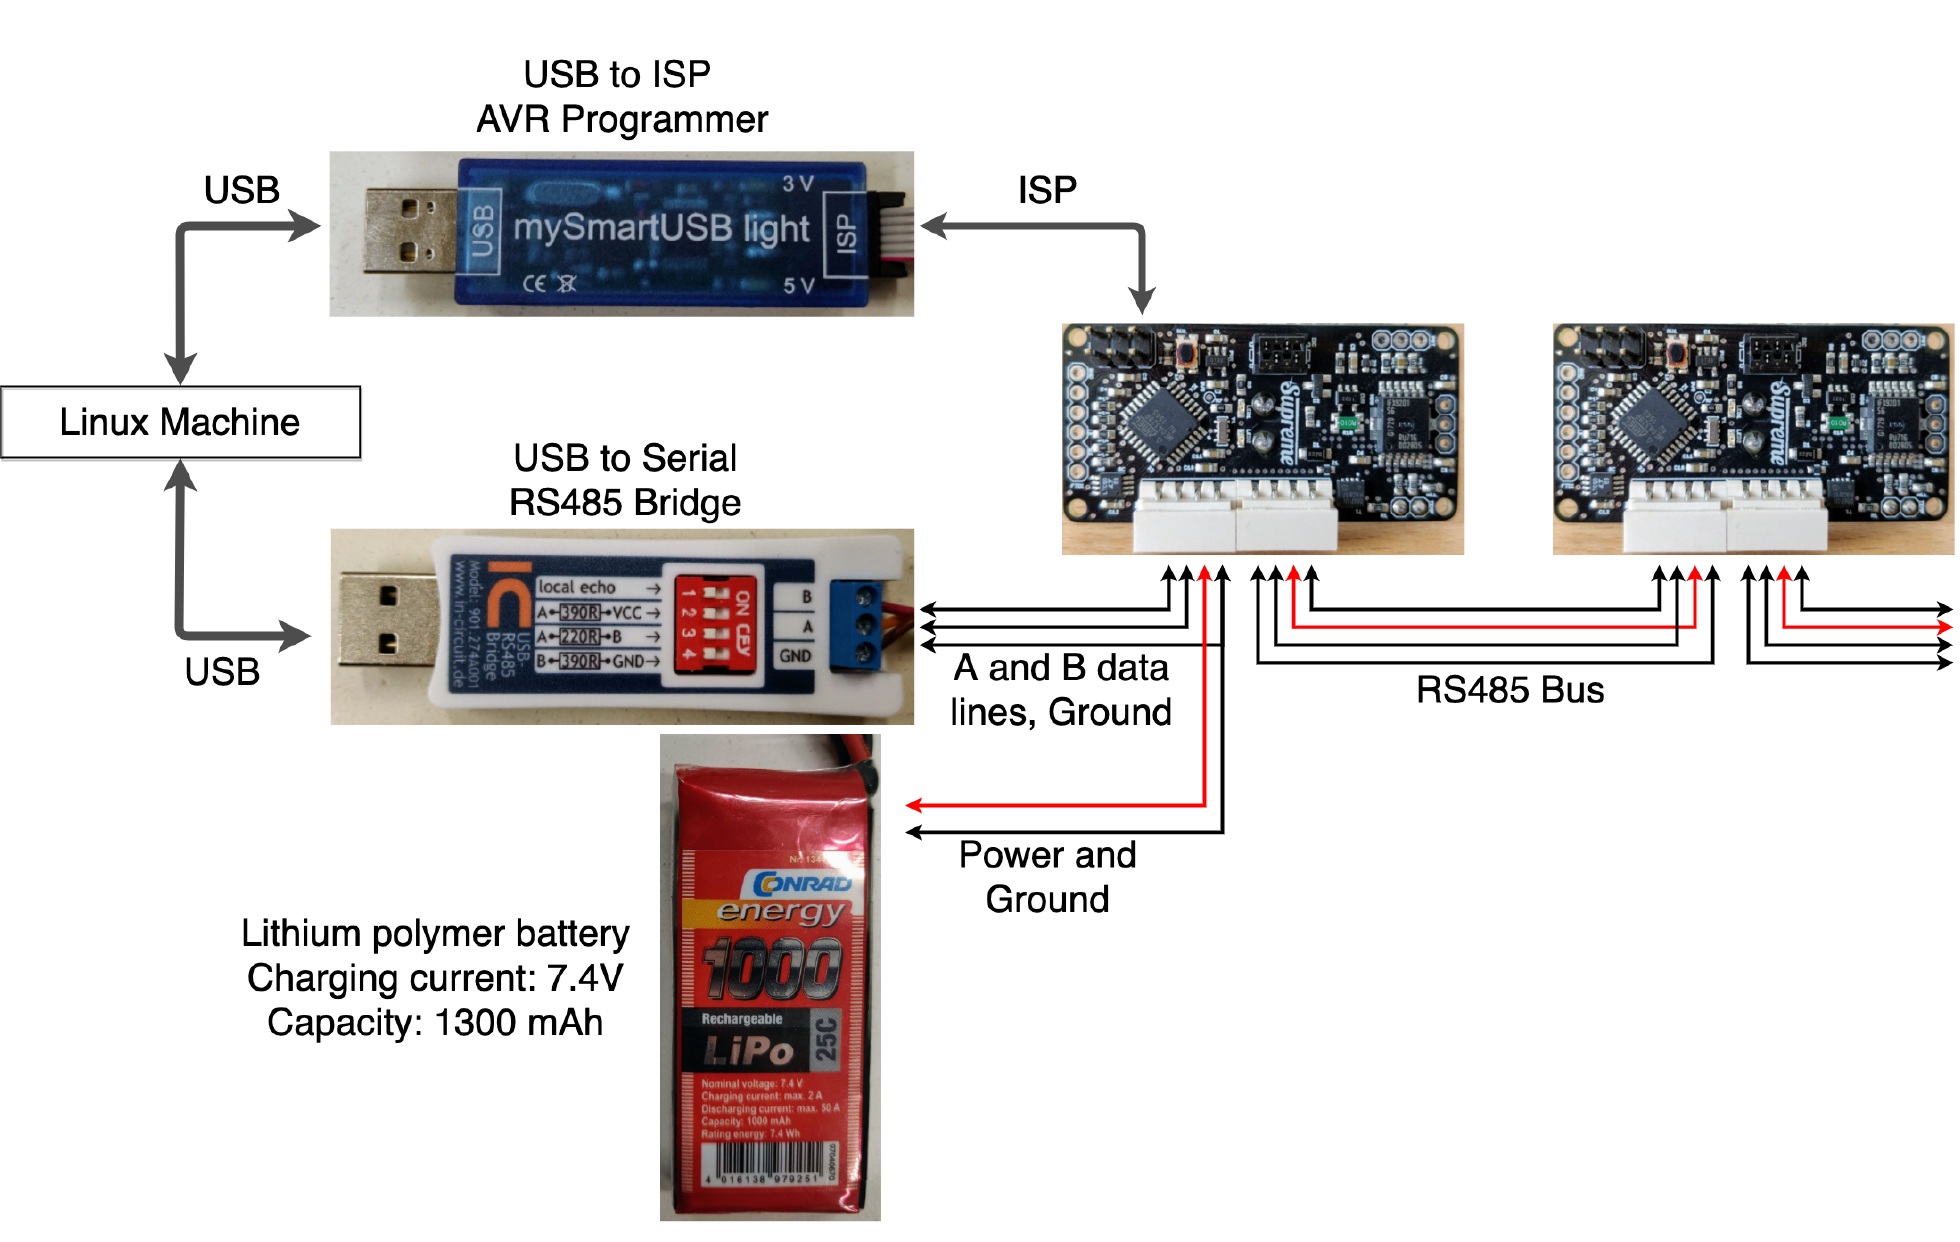 USB to ISP
AVR Programmer
USB
ISP
USB
mySmartUSB light
3 V
5 V
ISP
CE
Linux Machine
USB to Serial
RS485 Bridge
USB
local echo
A 390R VCC
A 220R B
B 390R GND
1
2
3
4
ON
B
A
GND
IC
USB-
RS485
Bridge
Model: 901.274A001
www.in-circuit.de
Supreme
Supreme
A and B data
lines, Ground
RS485 Bus
Power and
Ground
Lithium polymer battery
Charging current: 7.4V
Capacity: 1300 mAh
CONRAD
energy
1000
Rechargeable
LiPo
25C
Nominal voltage: 7.4 V
Charging current: max. 2 A
Discharging current: max. 50 A
Capacity: 1000 mAh
Rating energy: 7.4 Wh
4 016138 979251